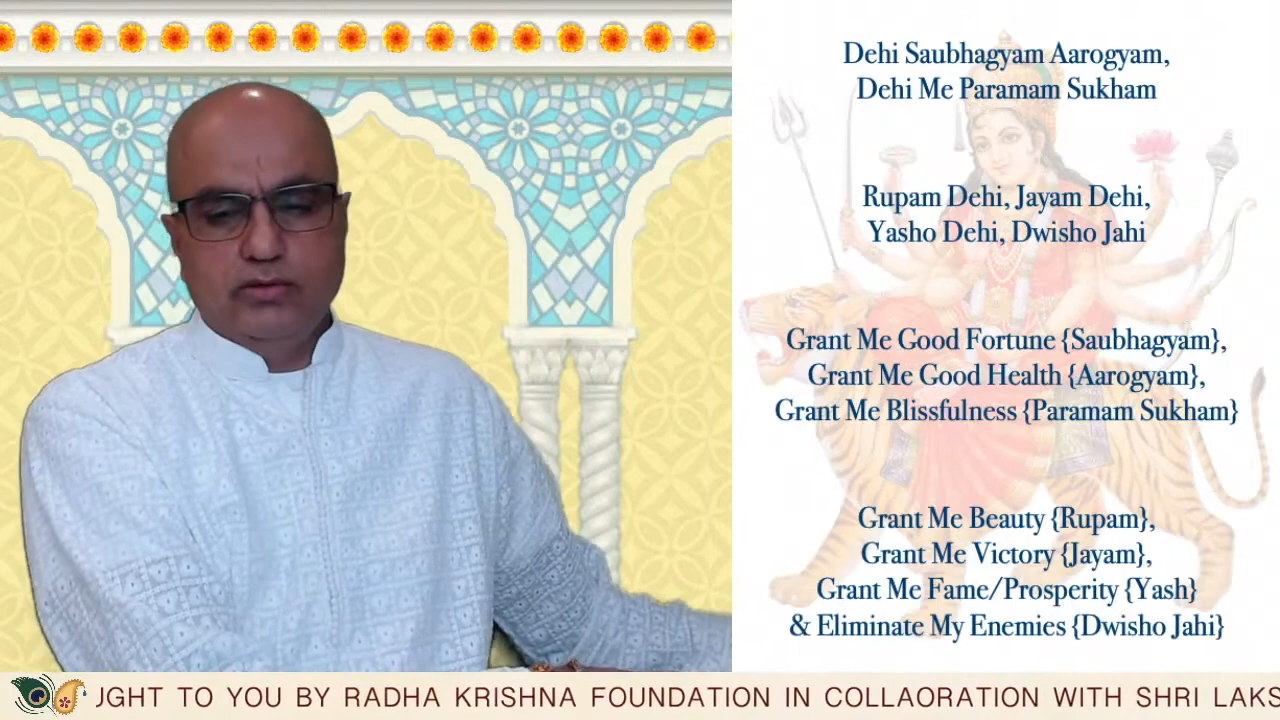 Dehi Saubhagyam Aarogyam,
Dehi Me Paramam Sukham
Rupam Dehi, Jayam Dehi,
Yasho Dehi, Dwisho Jahi
Grant Me Good Fortune {Saubhagyam},
Grant Me Good Health {Aarogyam},
Grant Me Blissfulness {Paramam Sukham}
Grant Me Beauty {Rupam},
Grant Me Victory {Jayam},
Grant Me Fame/Prosperity {Yash}
& Eliminate My Enemies {Dwisho Jahi}
UGHT TO YOU BY RADHA KRISHNA FOUNDATION IN COLLAORATION WITH SHRI LAKS